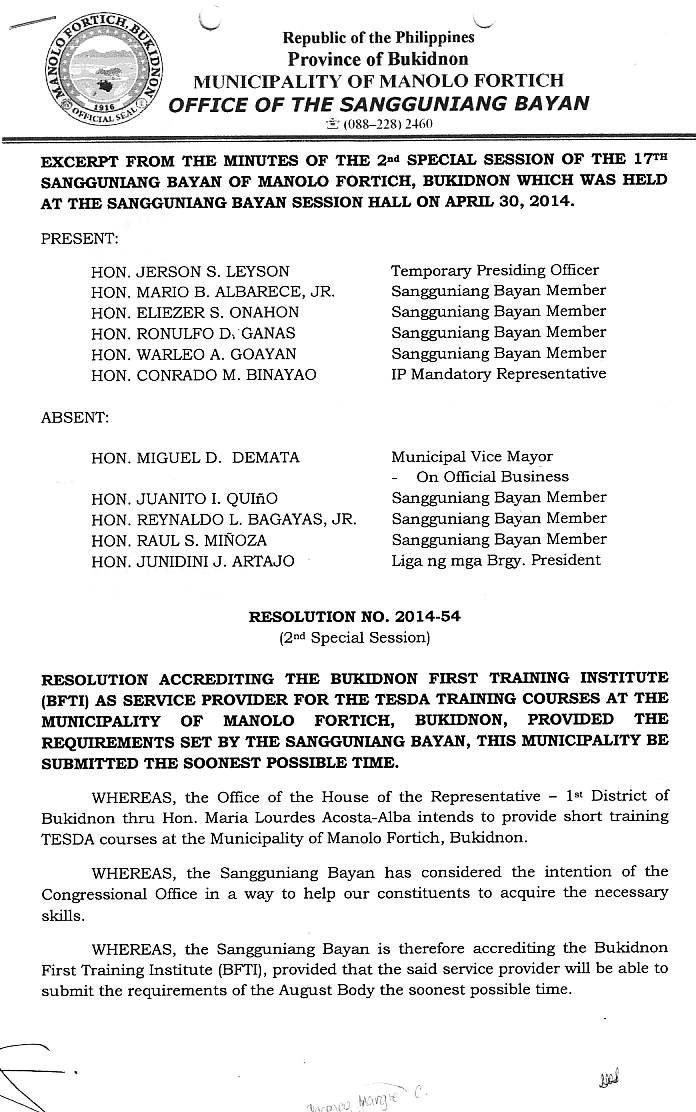 MANOLO FORTICH, BUKIDNON
1916
OFFICIAL SEAL
Republic of the Philippines
Province of Bukidnon
MUNICIPALITY OF MANOLO FORTICH
OFFICE OF THE SANGGUNIANG BAYAN
☏ (088–228) 2460
EXCERPT FROM THE MINUTES OF THE 2nd SPECIAL SESSION OF THE 17TH
SANGGUNIANG BAYAN OF MANOLO FORTICH, BUKIDNON WHICH WAS HELD
AT THE SANGGUNIANG BAYAN SESSION HALL ON APRIL 30, 2014.
PRESENT:
HON. JERSON S. LEYSON Temporary Presiding Officer
HON. MARIO B. ALBARECE, JR. Sangguniang Bayan Member
HON. ELIEZER S. ONAHON Sangguniang Bayan Member
HON. RONULFO D. GANAS Sangguniang Bayan Member
HON. WARLEO A. GOAYAN Sangguniang Bayan Member
HON. CONRADO M. BINAYAO IP Mandatory Representative
ABSENT:
HON. MIGUEL D. DEMATA Municipal Vice Mayor
- On Official Business
HON. JUANITO I. QUIñO Sangguniang Bayan Member
HON. REYNALDO L. BAGAYAS, JR. Sangguniang Bayan Member
HON. RAUL S. MIÑOZA Sangguniang Bayan Member
HON. JUNIDINI J. ARTAJO Liga ng mga Brgy. President
RESOLUTION NO. 2014-54
(2nd Special Session)
RESOLUTION ACCREDITING THE BUKIDNON FIRST TRAINING INSTITUTE
(BFTI) AS SERVICE PROVIDER FOR THE TESDA TRAINING COURSES AT THE
MUNICIPALITY OF MANOLO FORTICH, BUKIDNON, PROVIDED THE
REQUIREMENTS SET BY THE SANGGUNIANG BAYAN, THIS MUNICIPALITY BE
SUBMITTED THE SOONEST POSSIBLE TIME.
WHEREAS, the Office of the House of the Representative – 1st District of
Bukidnon thru Hon. Maria Lourdes Acosta-Alba intends to provide short training
TESDA courses at the Municipality of Manolo Fortich, Bukidnon.
WHEREAS, the Sangguniang Bayan has considered the intention of the
Congressional Office in a way to help our constituents to acquire the necessary
skills.
WHEREAS, the Sangguniang Bayan is therefore accrediting the Bukidnon
First Training Institute (BFTI), provided that the said service provider will be able to
submit the requirements of the August Body the soonest possible time.
Margie C.